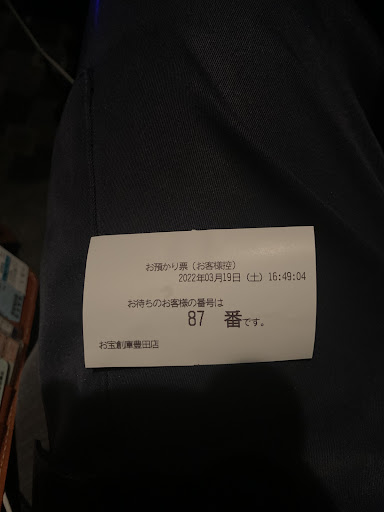 お預かり票（お客様控）
2022年03月19日（土）16:49:04
お待ちのお客様の番号は
87 番です。
お宝創庫豊田店